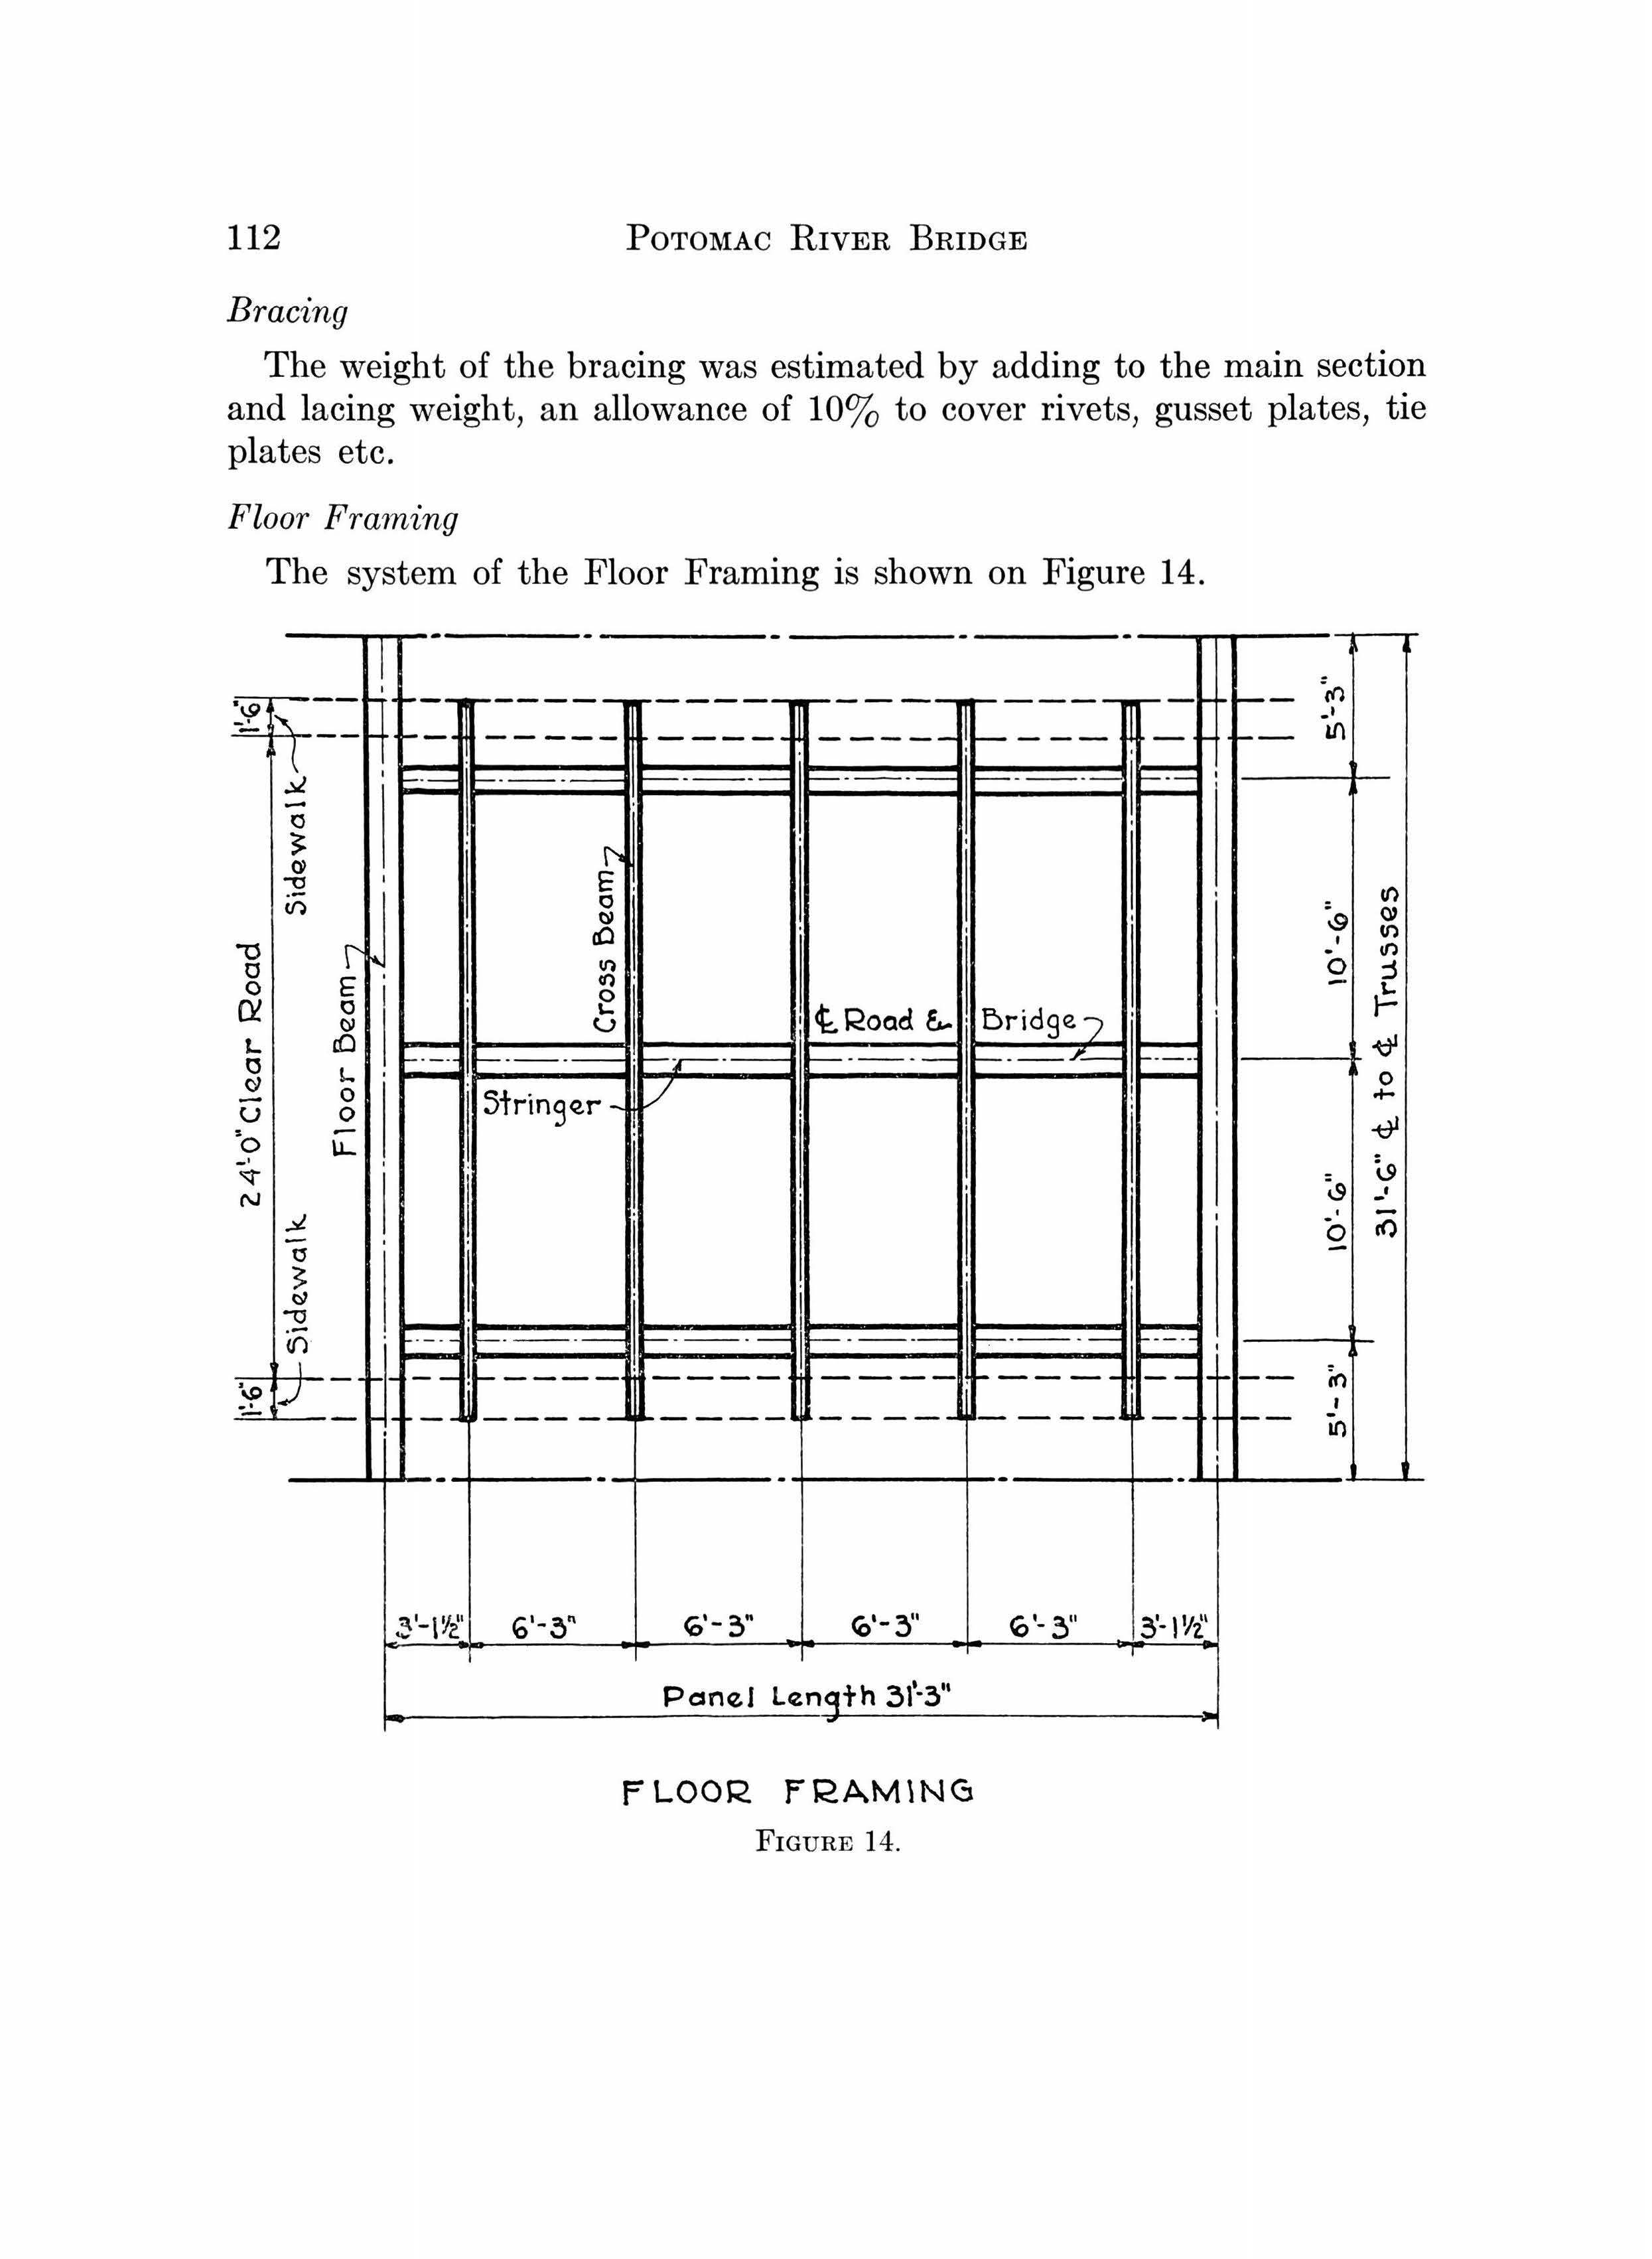 112
POTOMAC RIVER BRIDGE
Bracing
The weight of the bracing was estimated by adding to the main section
and lacing weight, an allowance of 10% to cover rivets, gusset plates, tie
plates etc.
Floor Framing
The system of the Floor Framing is shown on Figure 14.
1'-6"
Sidewalk
24'-0" Clear Road
Floor Beam
Cross Beam
℄ Road & Bridge
Stringer
Sidewalk
1'-6"
5'-3"
10'-6"
10'-6"
5'-3"
31'-6" ℄ to ℄ Trusses
3'-1½" 6'-3" 6'-3" 6'-3" 6'-3" 3'-1½"
Panel Length 31'-3"
FLOOR FRAMING
FIGURE 14.